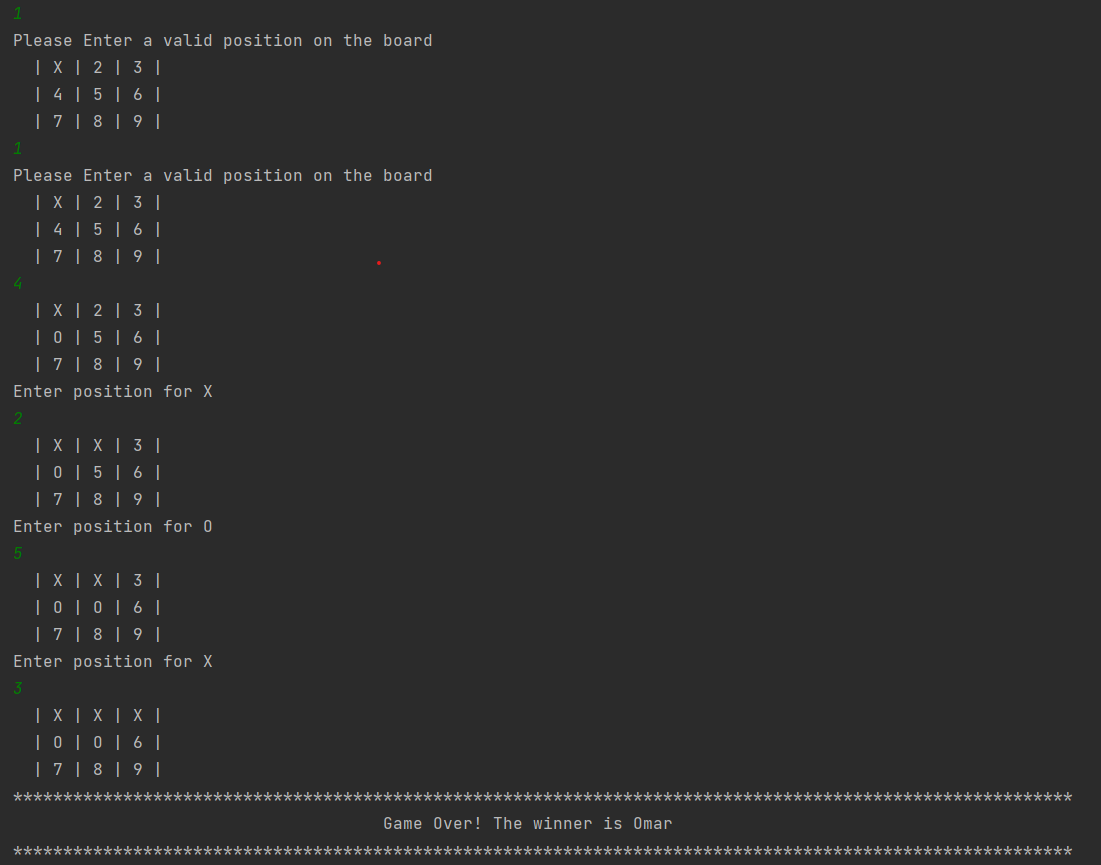 1
Please Enter a valid position on the board
| X | 2 | 3 |
| 4 | 5 | 6 |
| 7 | 8 | 9 |
1
Please Enter a valid position on the board
| X | 2 | 3 |
| 4 | 5 | 6 |
| 7 | 8 | 9 |
4
| X | 2 | 3 |
| O | 5 | 6 |
| 7 | 8 | 9 |
Enter position for X
2
| X | X | 3 |
| O | 5 | 6 |
| 7 | 8 | 9 |
Enter position for O
5
| X | X | 3 |
| O | O | 6 |
| 7 | 8 | 9 |
Enter position for X
3
| X | X | X |
| O | O | 6 |
| 7 | 8 | 9 |
**********************************************************************************************************
Game Over! The winner is Omar
**********************************************************************************************************